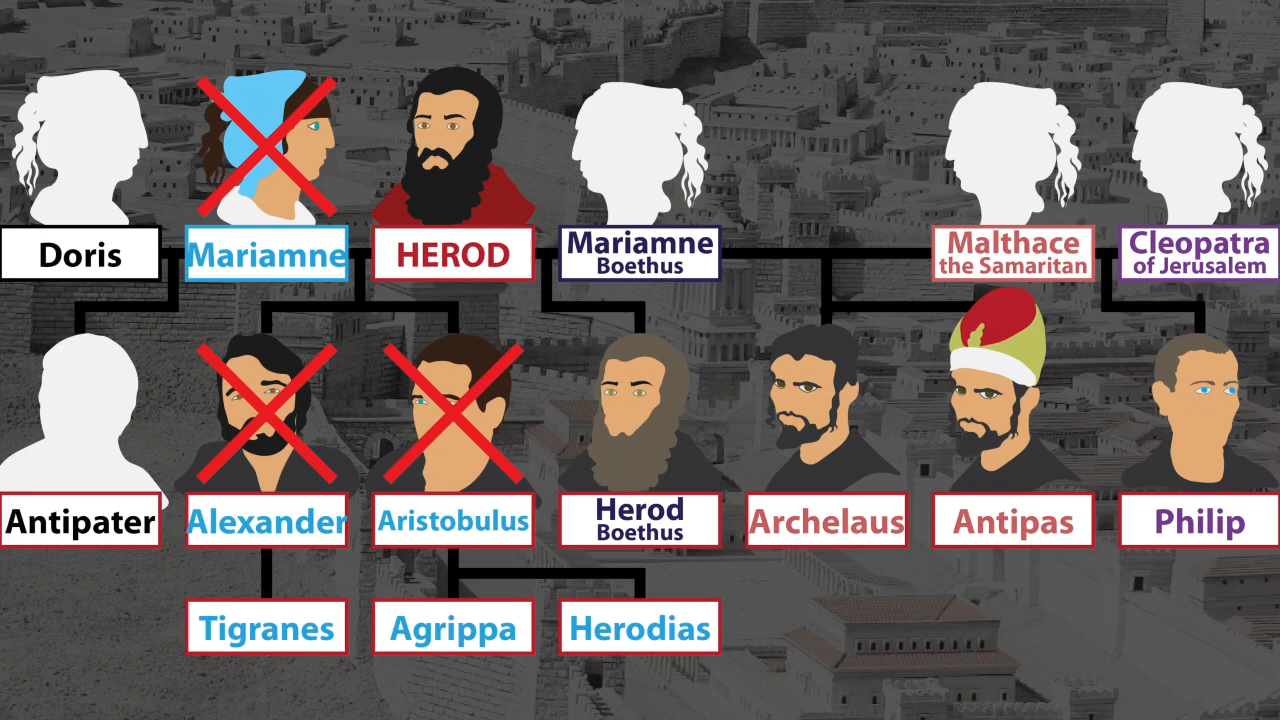 Doris
Mariamne
HEROD
Mariamne
Boethus
Malthace
the Samaritan
Cleopatra
of Jerusalem
Antipater
Alexander
Aristobulus
Herod
Boethus
Archelaus
Antipas
Philip
Tigranes
Agrippa
Herodias